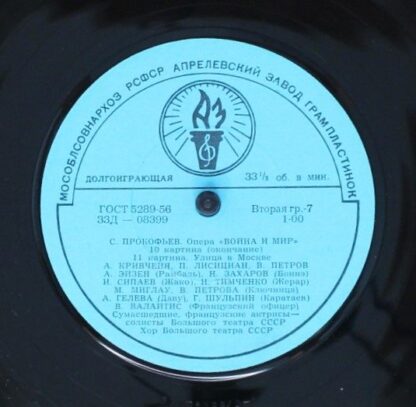 МОСОБЛСОВНАРХОЗ РСФСР АПРЕЛЕВСКИЙ ЗАВОД ГРАМПЛАСТИНОК
АЗ
ДОЛГОИГРАЮЩАЯ 33⅓ об. в мин.
ГОСТ 5289-56 Вторая гр.-7
33Д — 08399 1-00
С. ПРОКОФЬЕВ. Опера «ВОЙНА И МИР»
10 картина (окончание)
11 картина. Улица в Москве
А. КРИВЧЕНЯ, П. ЛИСИЦИАН, В. ПЕТРОВ
А. ЭЙЗЕН (Рамбаль), Н. ЗАХАРОВ (Бонна)
И. СИПАЕВ (Жако), Н. ТИМЧЕНКО (Жерар)
М. МИГЛАУ, В. ПЕТРОВА (Ключница)
А. ГЕЛЕВА (Даву), Г. ШУЛЬПИН (Каратаев)
В. ВАЛАЙТИС (Французский офицер)
Сумасшедшие, французские актрисы—
солисты Большого театра СССР
Хор Большого театра СССР